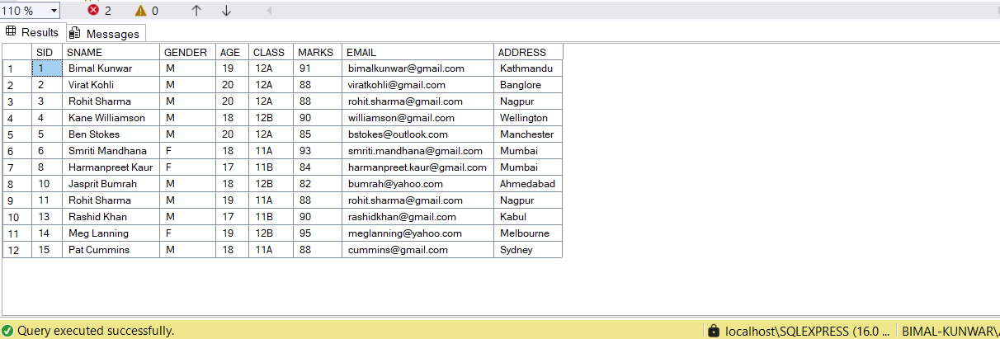 110 % 2 0
Results Messages
SID SNAME GENDER AGE CLASS MARKS EMAIL ADDRESS
1 1 Bimal Kunwar M 19 12A 91 bimalkunwar@gmail.com Kathmandu
2 2 Virat Kohli M 20 12A 88 viratkohli@gmail.com Banglore
3 3 Rohit Sharma M 20 12A 88 rohit.sharma@gmail.com Nagpur
4 4 Kane Williamson M 18 12B 90 williamson@gmail.com Wellington
5 5 Ben Stokes M 20 12A 85 bstokes@outlook.com Manchester
6 6 Smriti Mandhana F 18 11A 93 smriti.mandhana@gmail.com Mumbai
7 8 Harmanpreet Kaur F 17 11B 84 harmanpreet.kaur@gmail.com Mumbai
8 10 Jasprit Bumrah M 18 12B 82 bumrah@yahoo.com Ahmedabad
9 11 Rohit Sharma M 19 11A 88 rohit.sharma@gmail.com Nagpur
10 13 Rashid Khan M 17 11B 90 rashidkhan@gmail.com Kabul
11 14 Meg Lanning F 19 12B 95 meglanning@yahoo.com Melbourne
12 15 Pat Cummins M 18 11A 88 cummins@gmail.com Sydney
Query executed successfully. localhost\SQLEXPRESS (16.0 ... BIMAL-KUNWAR\